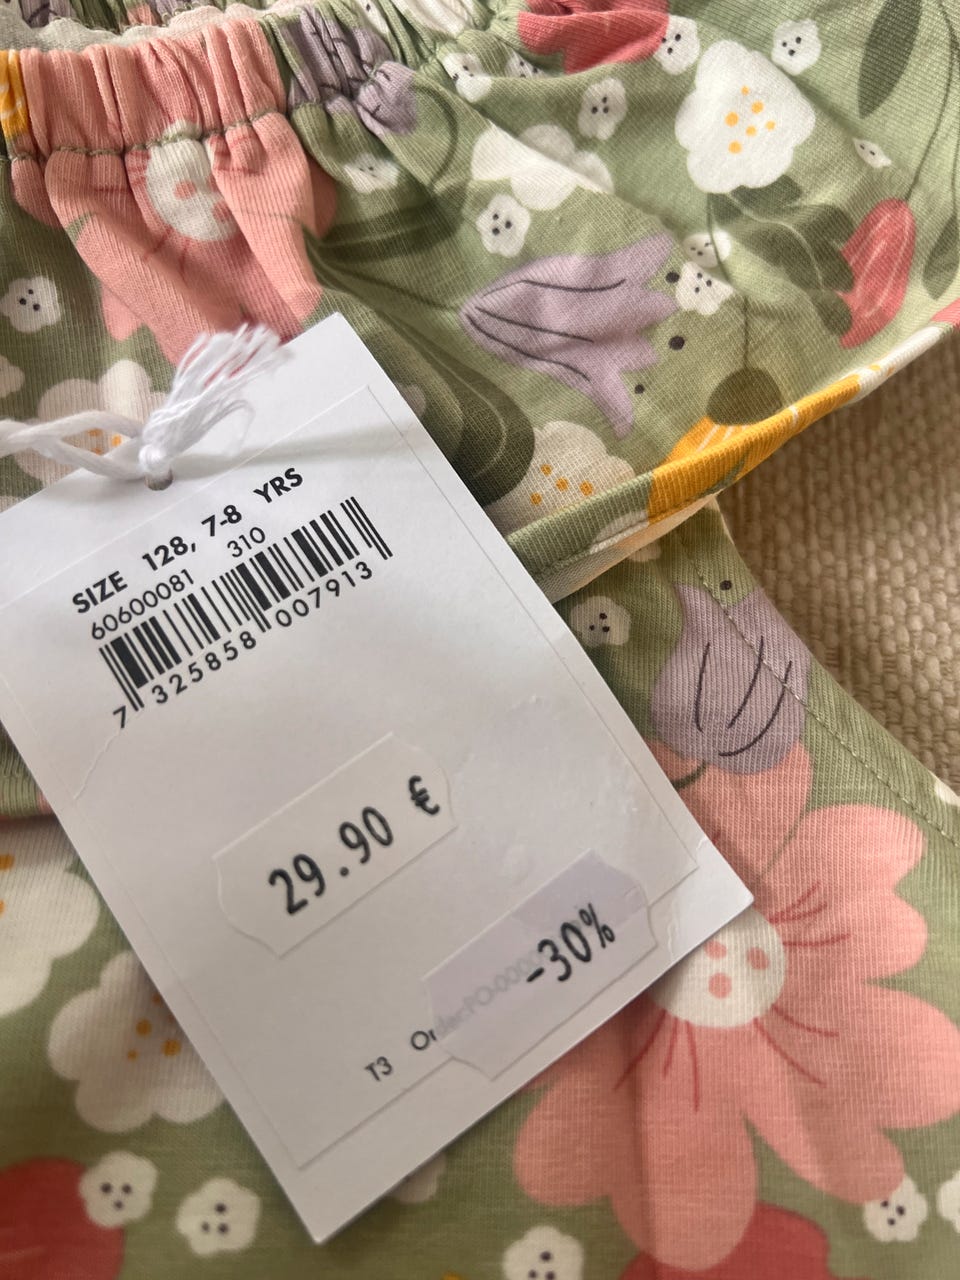 SIZE 128, 7-8 YRS
60600081 310
7 325858 007913
29.90 €
-30%
T3